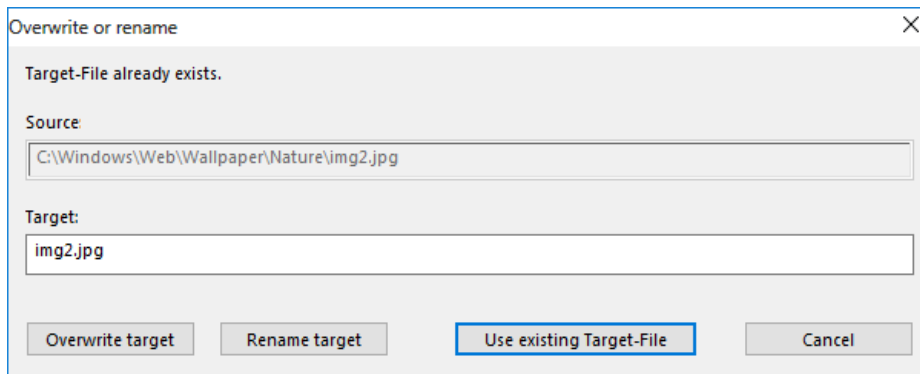 Overwrite or rename
Target-File already exists.
Source:
C:\Windows\Web\Wallpaper\Nature\img2.jpg
Target:
img2.jpg
Overwrite target
Rename target
Use existing Target-File
Cancel